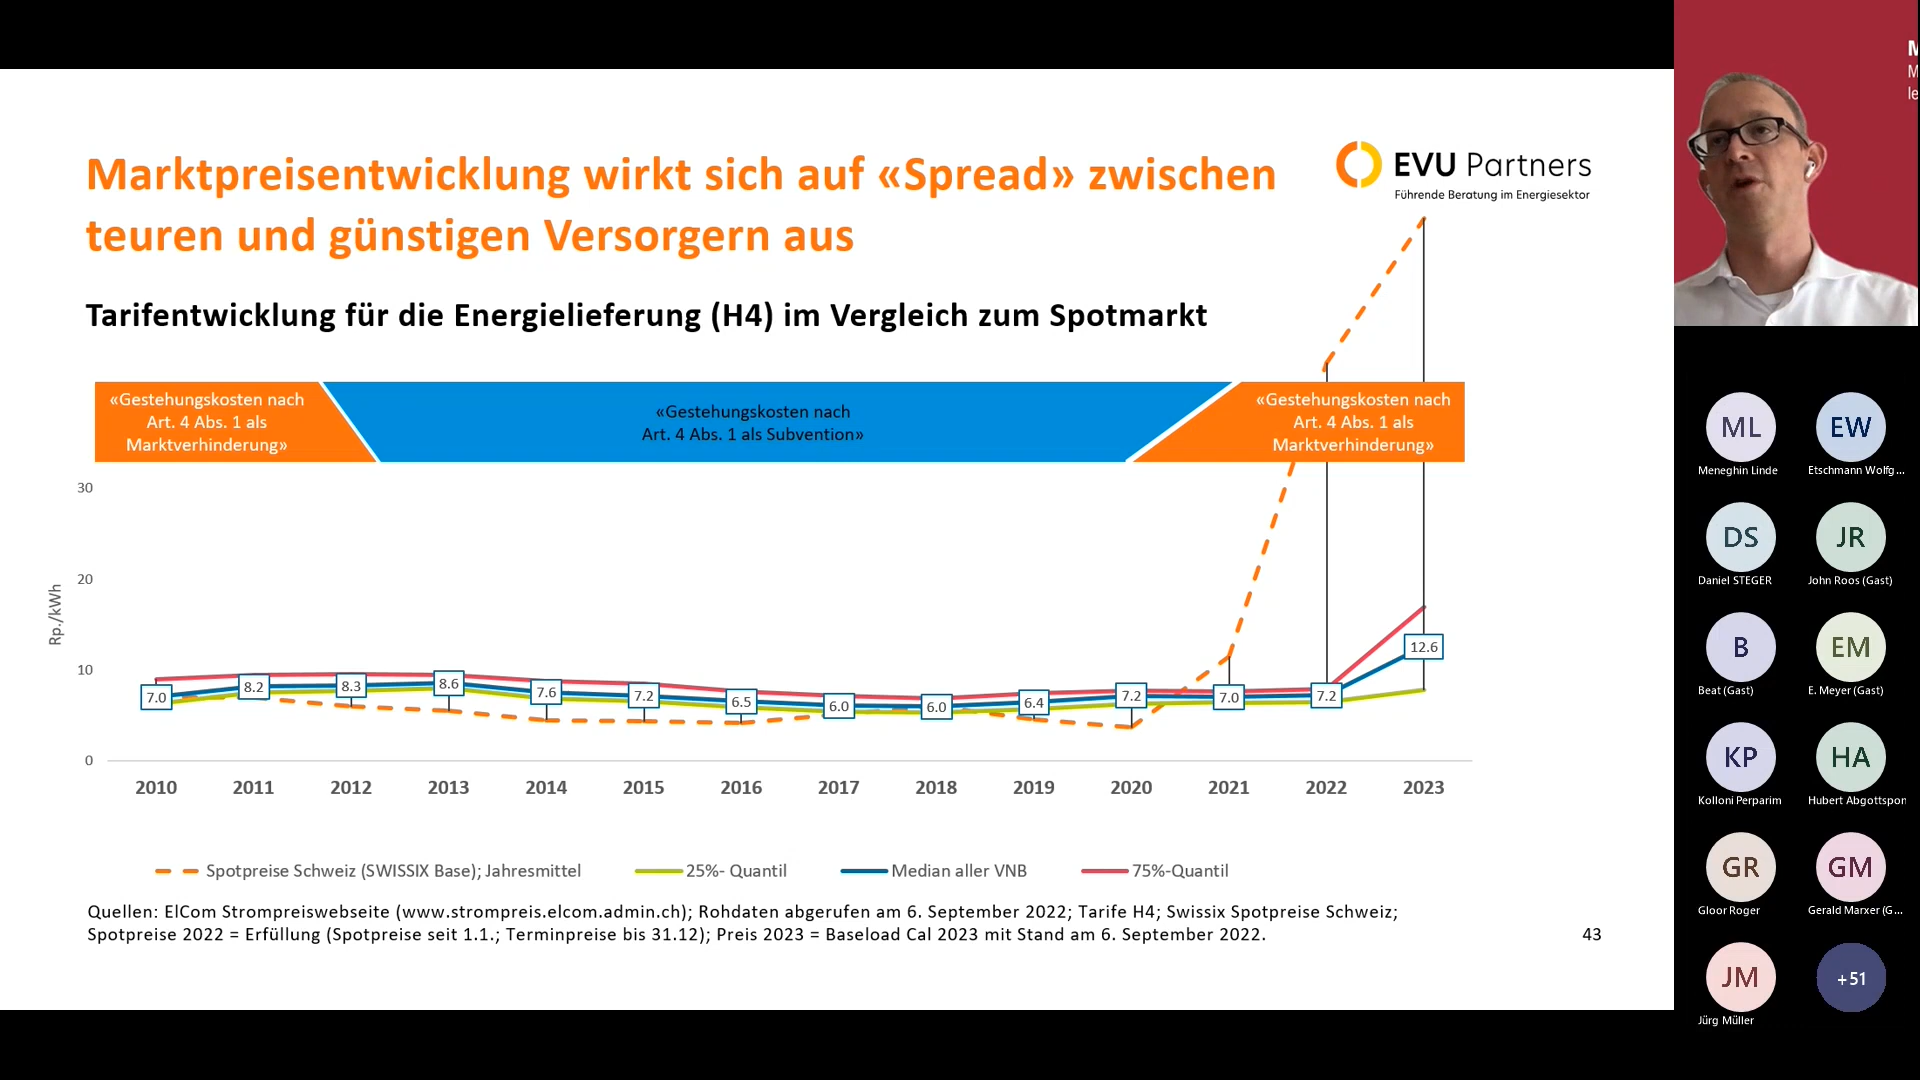 Marktpreisentwicklung wirkt sich auf «Spread» zwischen
teuren und günstigen Versorgern aus
EVU Partners
Führende Beratung im Energiesektor
Tarifentwicklung für die Energielieferung (H4) im Vergleich zum Spotmarkt
«Gestehungskosten nach
Art. 4 Abs. 1 als
Marktverhinderung»
«Gestehungskosten nach
Art. 4 Abs. 1 als Subvention»
«Gestehungskosten nach
Art. 4 Abs. 1 als
Marktverhinderung»
30
20
10
0
Rp./kWh
7.0
8.2
8.3
8.6
7.6
7.2
6.5
6.0
6.0
6.4
7.2
7.0
7.2
12.6
2010
2011
2012
2013
2014
2015
2016
2017
2018
2019
2020
2021
2022
2023
Spotpreise Schweiz (SWISSIX Base); Jahresmittel
25%- Quantil
Median aller VNB
75%-Quantil
Quellen: ElCom Strompreiswebseite (www.strompreis.elcom.admin.ch); Rohdaten abgerufen am 6. September 2022; Tarife H4; Swissix Spotpreise Schweiz;
Spotpreise 2022 = Erfüllung (Spotpreise seit 1.1.; Terminpreise bis 31.12); Preis 2023 = Baseload Cal 2023 mit Stand am 6. September 2022.
43
M
M
le
ML
Meneghin Linde
EW
Etschmann Wolfg...
DS
Daniel STEGER
JR
John Roos (Gast)
B
Beat (Gast)
EM
E. Meyer (Gast)
KP
Kolloni Perparim
HA
Hubert Abgottspon
GR
Gloor Roger
GM
Gerald Marxer (G...
JM
Jürg Müller
+51